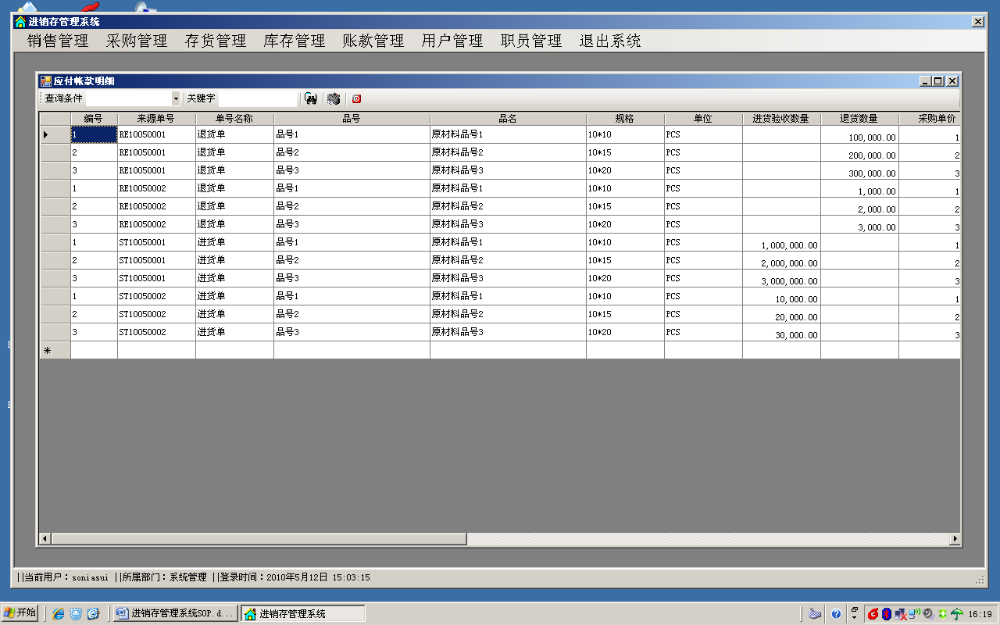 进销存管理系统
销售管理 采购管理 存货管理 库存管理 账款管理 用户管理 职员管理 退出系统
应付帐款明细
查询条件 关键字
编号 来源单号 单号名称 品号 品名 规格 单位 进货验收数量 退货数量 采购单价
1 RE10050001 退货单 品号1 原材料品号1 10*10 PCS 100,000.00 1
2 RE10050001 退货单 品号2 原材料品号2 10*15 PCS 200,000.00 2
3 RE10050001 退货单 品号3 原材料品号3 10*20 PCS 300,000.00 3
1 RE10050002 退货单 品号1 原材料品号1 10*10 PCS 1,000.00 1
2 RE10050002 退货单 品号2 原材料品号2 10*15 PCS 2,000.00 2
3 RE10050002 退货单 品号3 原材料品号3 10*20 PCS 3,000.00 3
1 ST10050001 进货单 品号1 原材料品号1 10*10 PCS 1,000,000.00 1
2 ST10050001 进货单 品号2 原材料品号2 10*15 PCS 2,000,000.00 2
3 ST10050001 进货单 品号3 原材料品号3 10*20 PCS 3,000,000.00 3
1 ST10050002 进货单 品号1 原材料品号1 10*10 PCS 10,000.00 1
2 ST10050002 进货单 品号2 原材料品号2 10*15 PCS 20,000.00 2
3 ST10050002 进货单 品号3 原材料品号3 10*20 PCS 30,000.00 3
||当前用户：soniasui ||所属部门：系统管理 ||登录时间：2010年5月12日 15:03:15
开始 进销存管理系统SOP.d... 进销存管理系统 16:19